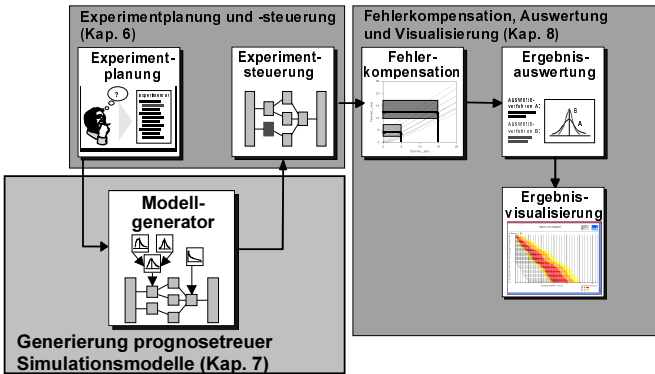 Experimentplanung und -steuerung
(Kap. 6)
Experiment-
planung
?
Experiment-
steuerung
Modell-
generator
Generierung prognosetreuer
Simulationsmodelle (Kap. 7)
Fehlerkompensation, Auswertung
und Visualisierung (Kap. 8)
Fehler-
kompensation
Ergebnis-
auswertung
Auswerte-
verfahren A:
Auswerte-
verfahren B:
B
A
Ergebnis-
visualisierung